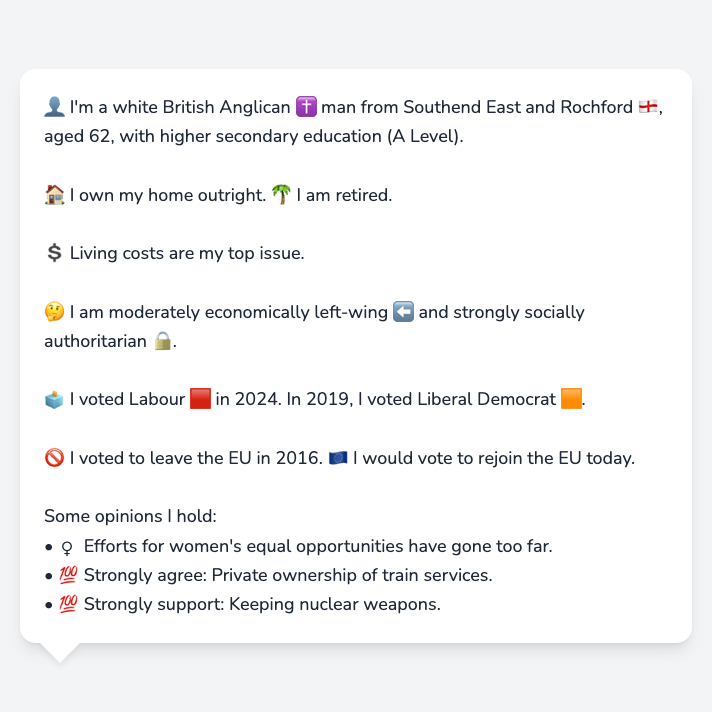 👤 I'm a white British Anglican ✝️ man from Southend East and Rochford 🏴󠁧󠁢󠁥󠁮󠁧󠁿,
aged 62, with higher secondary education (A Level).
🏠 I own my home outright. 🌴 I am retired.
💲 Living costs are my top issue.
🤔 I am moderately economically left-wing ⬅️ and strongly socially
authoritarian 🔒.
🗳️ I voted Labour 🟥 in 2024. In 2019, I voted Liberal Democrat 🟧.
🚫 I voted to leave the EU in 2016. 🇪🇺 I would vote to rejoin the EU today.
Some opinions I hold:
• ♀️ Efforts for women's equal opportunities have gone too far.
• 💯 Strongly agree: Private ownership of train services.
• 💯 Strongly support: Keeping nuclear weapons.